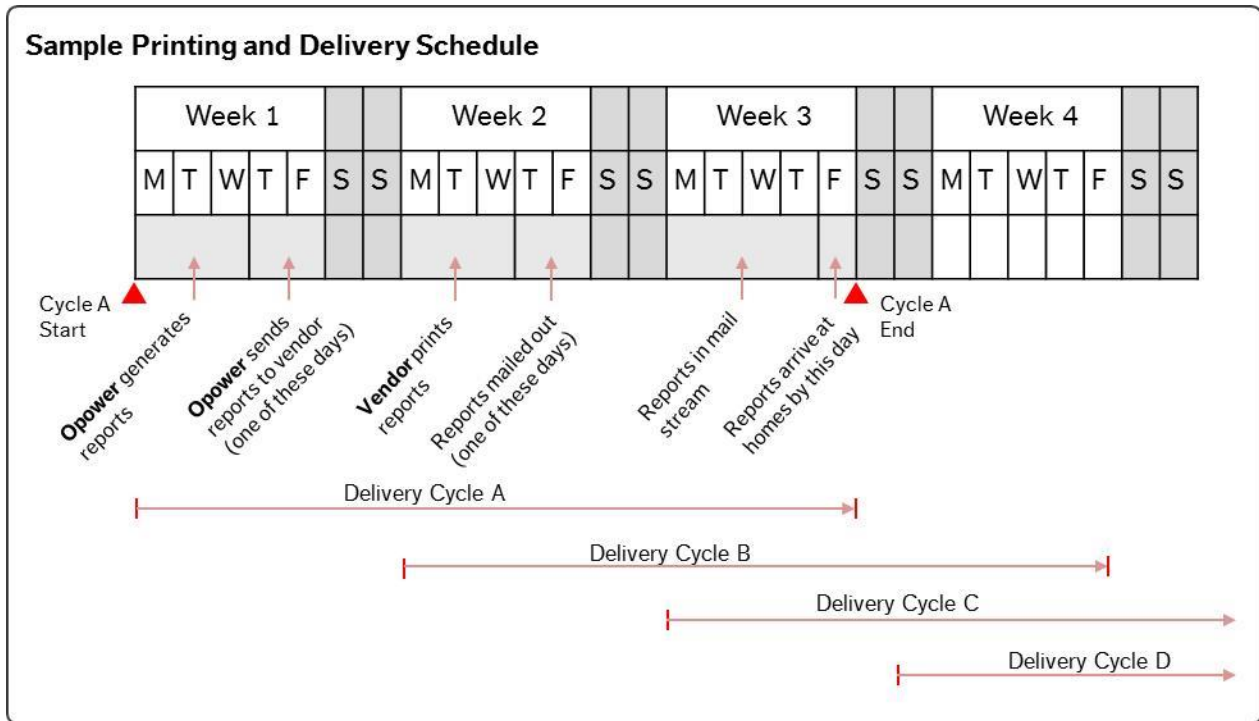 Sample Printing and Delivery Schedule
Week 1 Week 2 Week 3 Week 4
M T W T F S S M T W T F S S M T W T F S S M T W T F S S
Cycle A
Start
Opower generates
reports
Opower sends
reports to vendor
(one of these days)
Vendor prints
reports
Reports mailed out
(one of these days)
Reports in mail
stream
Reports arrive at
homes by this day
Cycle A
End
Delivery Cycle A
Delivery Cycle B
Delivery Cycle C
Delivery Cycle D